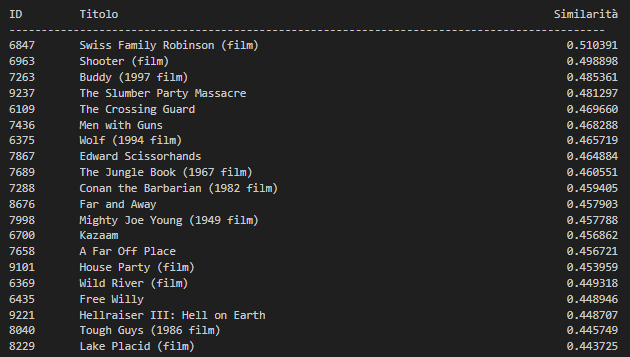 ID Titolo Similarità
--------------------------------------------------------------------------------------------
6847 Swiss Family Robinson (film) 0.510391
6963 Shooter (film) 0.498898
7263 Buddy (1997 film) 0.485361
9237 The Slumber Party Massacre 0.481297
6109 The Crossing Guard 0.469660
7436 Men with Guns 0.468288
6375 Wolf (1994 film) 0.465719
7867 Edward Scissorhands 0.464884
7689 The Jungle Book (1967 film) 0.460551
7288 Conan the Barbarian (1982 film) 0.459405
8676 Far and Away 0.457903
7998 Mighty Joe Young (1949 film) 0.457788
6700 Kazaam 0.456862
7658 A Far Off Place 0.456721
9101 House Party (film) 0.453959
6369 Wild River (film) 0.449318
6435 Free Willy 0.448946
9221 Hellraiser III: Hell on Earth 0.448707
8040 Tough Guys (1986 film) 0.445749
8229 Lake Placid (film) 0.443725